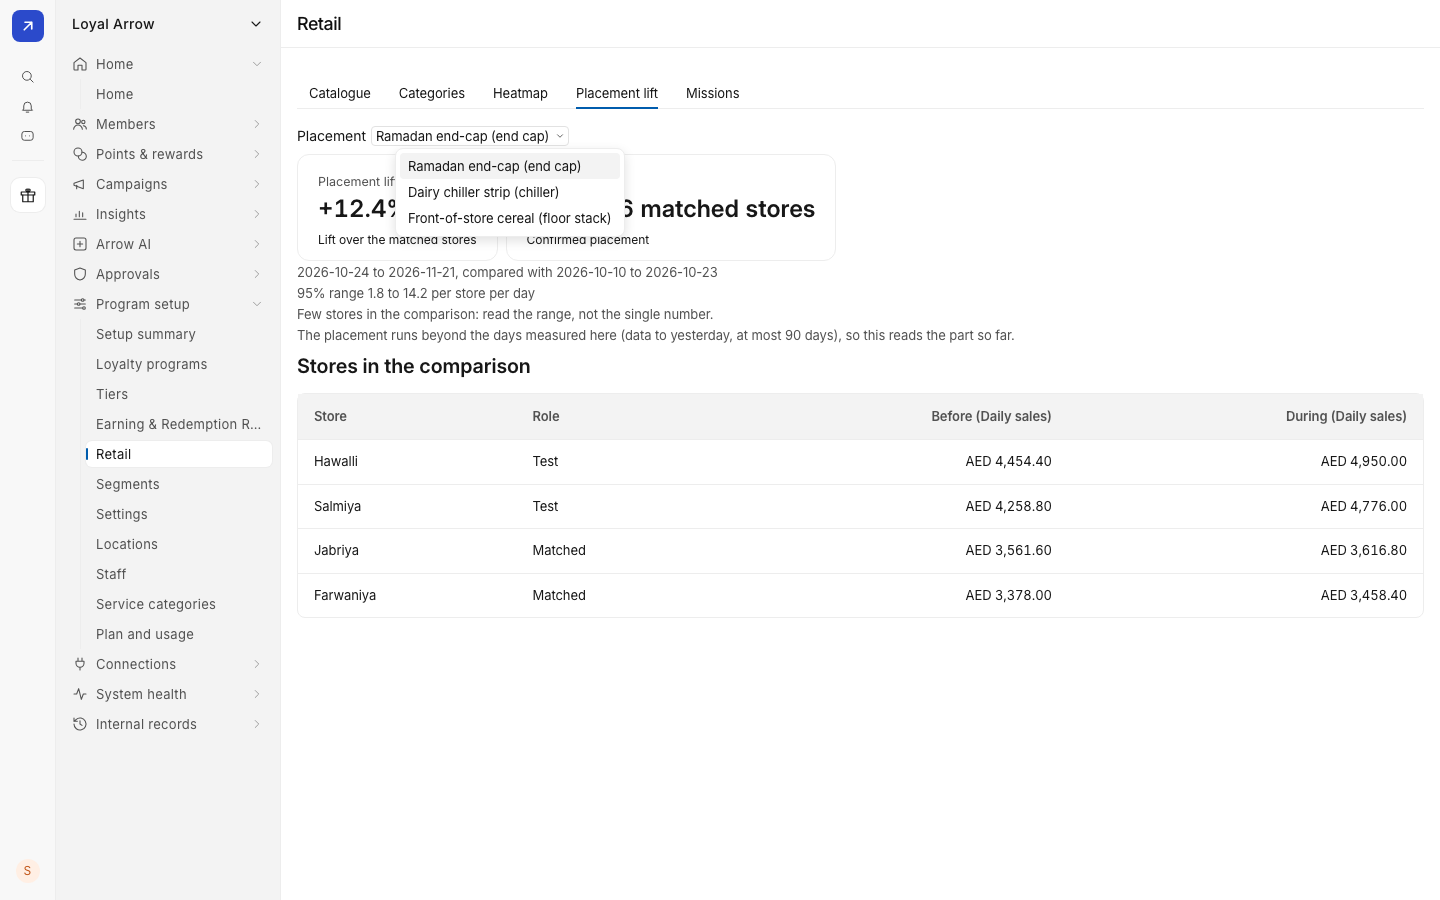 Loyal Arrow
Home
Home
Members
Points & rewards
Campaigns
Insights
Arrow AI
Approvals
Program setup
Setup summary
Loyalty programs
Tiers
Earning & Redemption R...
Retail
Segments
Settings
Locations
Staff
Service categories
Plan and usage
Connections
System health
Internal records
S
Retail
Catalogue Categories Heatmap Placement lift Missions
Placement Ramadan end-cap (end cap)
Ramadan end-cap (end cap)
Dairy chiller strip (chiller)
Front-of-store cereal (floor stack)
Placement
+12.4% 6 matched stores
Lift over the matched stores Confirmed placement
2026-10-24 to 2026-11-21, compared with 2026-10-10 to 2026-10-23
95% range 1.8 to 14.2 per store per day
Few stores in the comparison: read the range, not the single number.
The placement runs beyond the days measured here (data to yesterday, at most 90 days), so this reads the part so far.
Stores in the comparison
Store Role Before (Daily sales) During (Daily sales)
Hawalli Test AED 4,454.40 AED 4,950.00
Salmiya Test AED 4,258.80 AED 4,776.00
Jabriya Matched AED 3,561.60 AED 3,616.80
Farwaniya Matched AED 3,378.00 AED 3,458.40